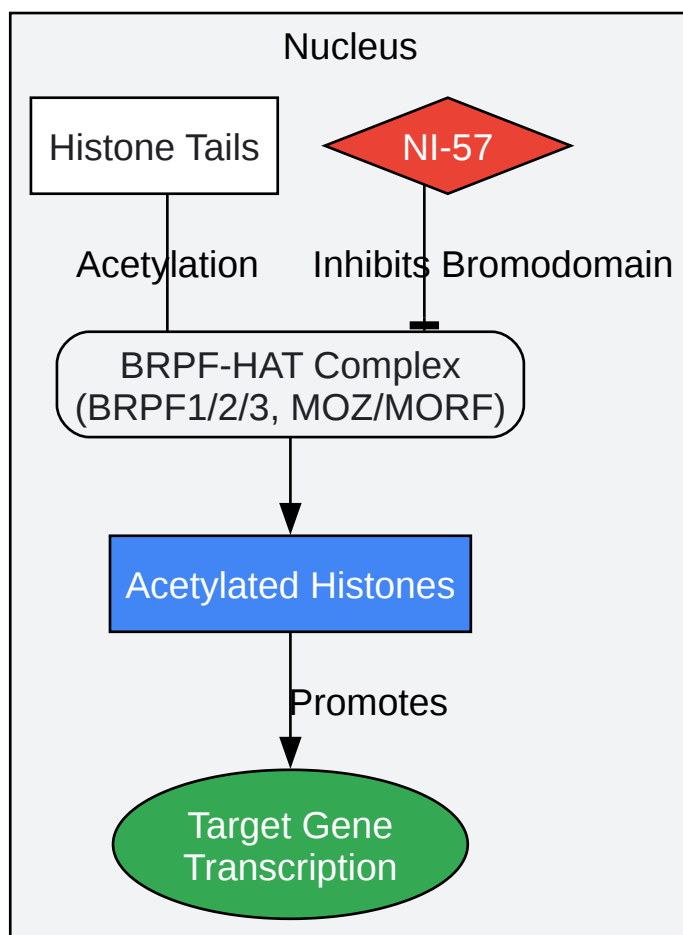 Nucleus
Histone Tails
NI-57
Acetylation
Inhibits Bromodomain
BRPF-HAT Complex
(BRPF1/2/3, MOZ/MORF)
Acetylated Histones
Promotes
Target Gene
Transcription